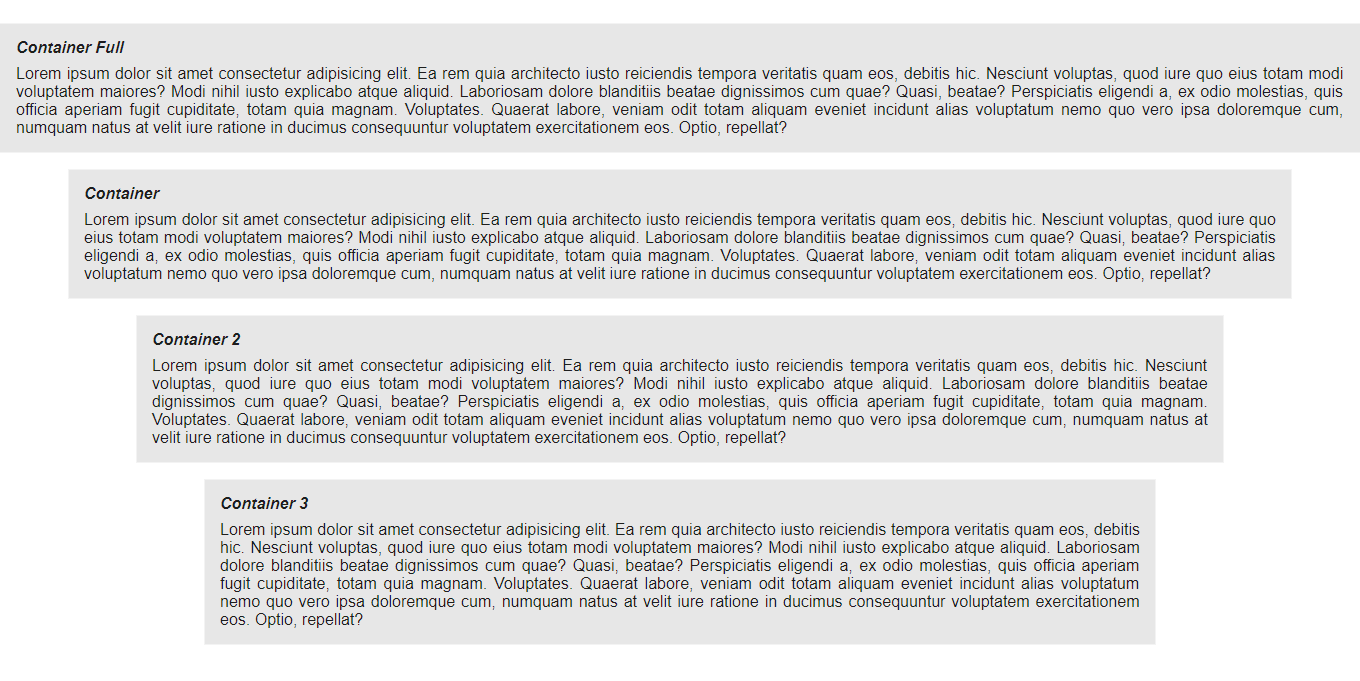 Container Full
Lorem ipsum dolor sit amet consectetur adipisicing elit. Ea rem quia architecto iusto reiciendis tempora veritatis quam eos, debitis hic. Nesciunt voluptas, quod iure quo eius totam modi
voluptatem maiores? Modi nihil iusto explicabo atque aliquid. Laboriosam dolore blanditiis beatae dignissimos cum quae? Quasi, beatae? Perspiciatis eligendi a, ex odio molestias, quis
officia aperiam fugit cupiditate, totam quia magnam. Voluptates. Quaerat labore, veniam odit totam aliquam eveniet incidunt alias voluptatum nemo quo vero ipsa doloremque cum,
numquam natus at velit iure ratione in ducimus consequuntur voluptatem exercitationem eos. Optio, repellat?
Container
Lorem ipsum dolor sit amet consectetur adipisicing elit. Ea rem quia architecto iusto reiciendis tempora veritatis quam eos, debitis hic. Nesciunt voluptas, quod iure quo
eius totam modi voluptatem maiores? Modi nihil iusto explicabo atque aliquid. Laboriosam dolore blanditiis beatae dignissimos cum quae? Quasi, beatae? Perspiciatis
eligendi a, ex odio molestias, quis officia aperiam fugit cupiditate, totam quia magnam. Voluptates. Quaerat labore, veniam odit totam aliquam eveniet incidunt alias
voluptatum nemo quo vero ipsa doloremque cum, numquam natus at velit iure ratione in ducimus consequuntur voluptatem exercitationem eos. Optio, repellat?
Container 2
Lorem ipsum dolor sit amet consectetur adipisicing elit. Ea rem quia architecto iusto reiciendis tempora veritatis quam eos, debitis hic. Nesciunt
voluptas, quod iure quo eius totam modi voluptatem maiores? Modi nihil iusto explicabo atque aliquid. Laboriosam dolore blanditiis beatae
dignissimos cum quae? Quasi, beatae? Perspiciatis eligendi a, ex odio molestias, quis officia aperiam fugit cupiditate, totam quia magnam.
Voluptates. Quaerat labore, veniam odit totam aliquam eveniet incidunt alias voluptatum nemo quo vero ipsa doloremque cum, numquam natus at
velit iure ratione in ducimus consequuntur voluptatem exercitationem eos. Optio, repellat?
Container 3
Lorem ipsum dolor sit amet consectetur adipisicing elit. Ea rem quia architecto iusto reiciendis tempora veritatis quam eos, debitis
hic. Nesciunt voluptas, quod iure quo eius totam modi voluptatem maiores? Modi nihil iusto explicabo atque aliquid. Laboriosam
dolore blanditiis beatae dignissimos cum quae? Quasi, beatae? Perspiciatis eligendi a, ex odio molestias, quis officia aperiam
fugit cupiditate, totam quia magnam. Voluptates. Quaerat labore, veniam odit totam aliquam eveniet incidunt alias voluptatum
nemo quo vero ipsa doloremque cum, numquam natus at velit iure ratione in ducimus consequuntur voluptatem exercitationem
eos. Optio, repellat?